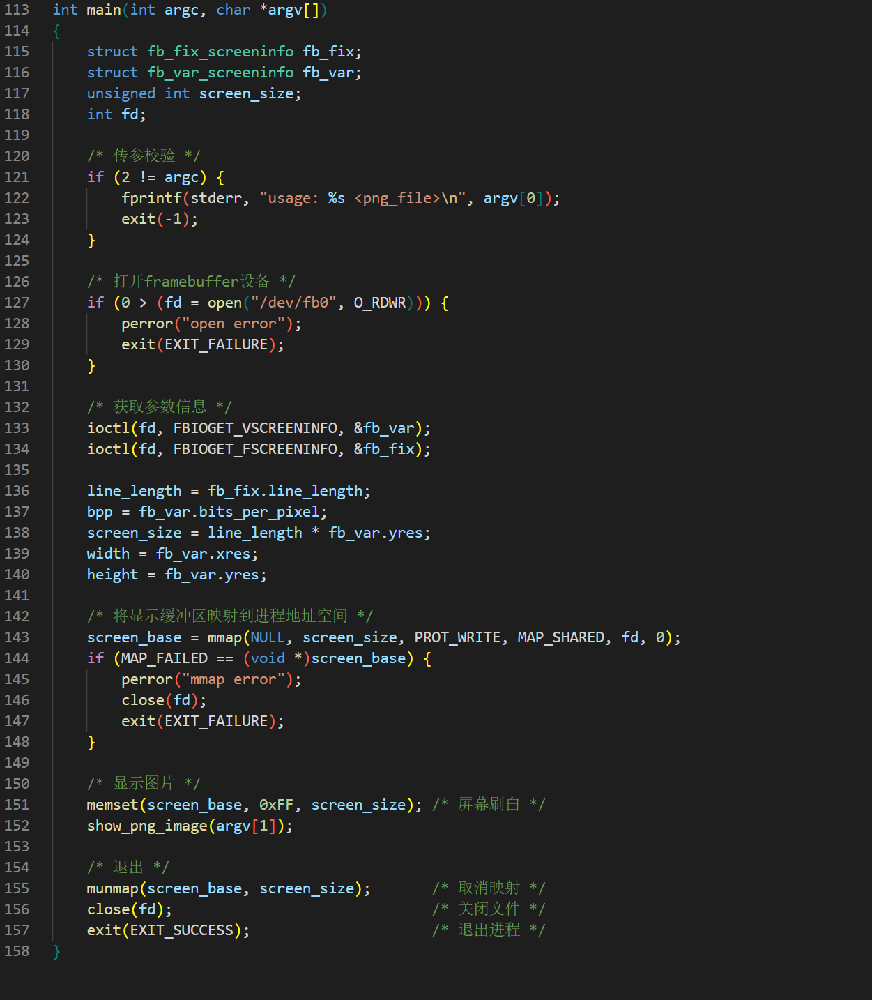 113 int main(int argc, char *argv[])
114 {
115     struct fb_fix_screeninfo fb_fix;
116     struct fb_var_screeninfo fb_var;
117     unsigned int screen_size;
118     int fd;
119
120     /* 传参校验 */
121     if (2 != argc) {
122         fprintf(stderr, "usage: %s <png_file>\n", argv[0]);
123         exit(-1);
124     }
125
126     /* 打开framebuffer设备 */
127     if (0 > (fd = open("/dev/fb0", O_RDWR))) {
128         perror("open error");
129         exit(EXIT_FAILURE);
130     }
131
132     /* 获取参数信息 */
133     ioctl(fd, FBIOGET_VSCREENINFO, &fb_var);
134     ioctl(fd, FBIOGET_FSCREENINFO, &fb_fix);
135
136     line_length = fb_fix.line_length;
137     bpp = fb_var.bits_per_pixel;
138     screen_size = line_length * fb_var.yres;
139     width = fb_var.xres;
140     height = fb_var.yres;
141
142     /* 将显示缓冲区映射到进程地址空间 */
143     screen_base = mmap(NULL, screen_size, PROT_WRITE, MAP_SHARED, fd, 0);
144     if (MAP_FAILED == (void *)screen_base) {
145         perror("mmap error");
146         close(fd);
147         exit(EXIT_FAILURE);
148     }
149
150     /* 显示图片 */
151     memset(screen_base, 0xFF, screen_size); /* 屏幕刷白 */
152     show_png_image(argv[1]);
153
154     /* 退出 */
155     munmap(screen_base, screen_size);       /* 取消映射 */
156     close(fd);                              /* 关闭文件 */
157     exit(EXIT_SUCCESS);                     /* 退出进程 */
158 }